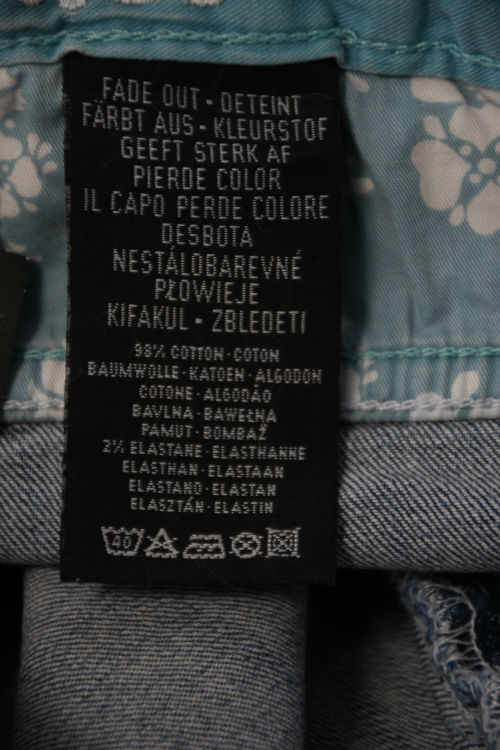 FADE OUT - DETEINT
FÄRBT AUS - KLEURSTOF
GEEFT STERK AF
PIERDE COLOR
IL CAPO PERDE COLORE
DESBOTA
NESTÁLOBAREVNÉ
PŁOWIEJE
KIFAKUL - ZBLEDETI
98% COTTON · COTON
BAUMWOLLE · KATOEN · ALGODON
COTONE · ALGODÃO
BAVLNA · BAWEŁNA
PAMUT · BOMBAŽ
2% ELASTANE · ELASTHANNE
ELASTHAN · ELASTAAN
ELASTANO · ELASTAN
ELASZTÁN · ELASTIN
40